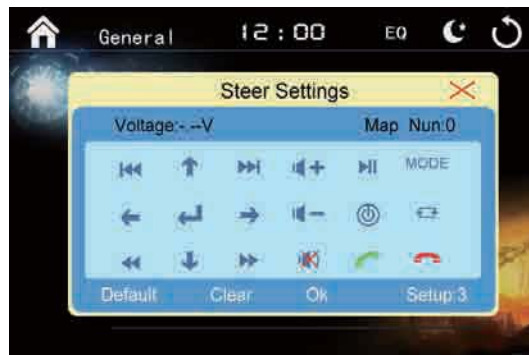 General 12:00 EQ
Steer Settings
Voltage:-.--V Map Nun:0
MODE
Default Clear Ok Setup:3